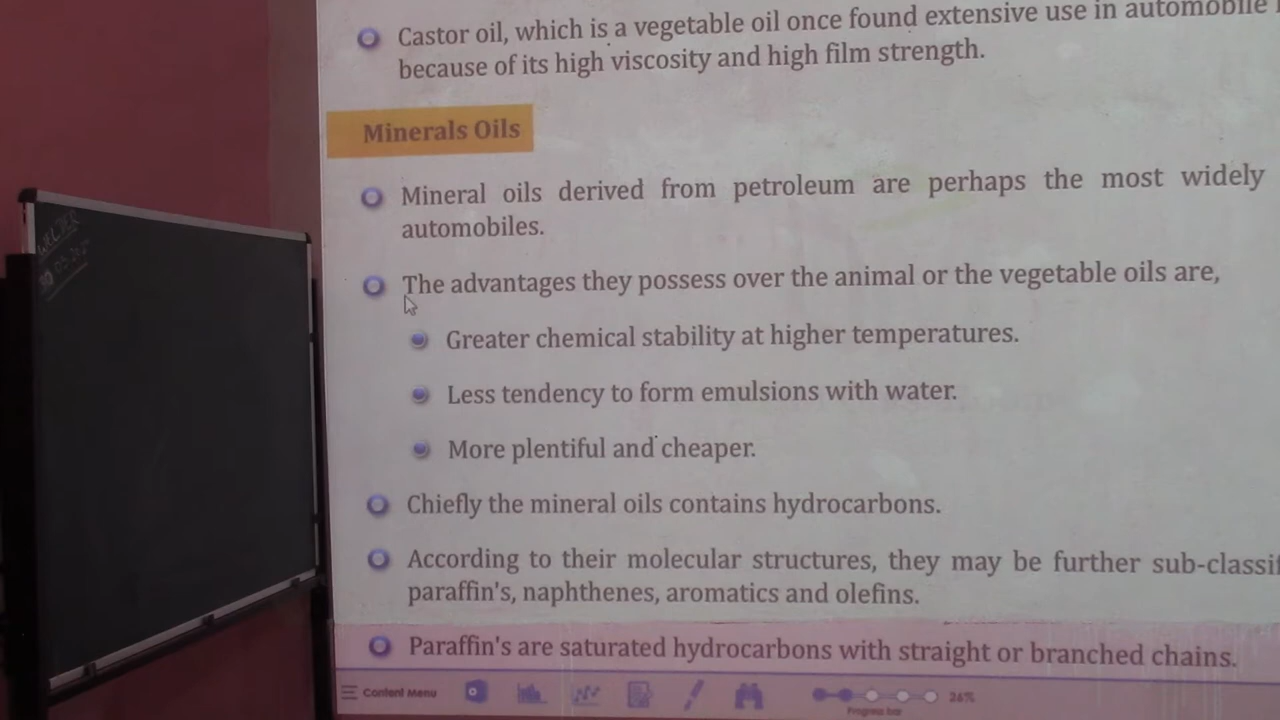 Castor oil, which is a vegetable oil once found extensive use in automobile
because of its high viscosity and high film strength.
Minerals Oils
Mineral oils derived from petroleum are perhaps the most widely
automobiles.
The advantages they possess over the animal or the vegetable oils are,
Greater chemical stability at higher temperatures.
Less tendency to form emulsions with water.
More plentiful and cheaper.
Chiefly the mineral oils contains hydrocarbons.
According to their molecular structures, they may be further sub-classif
paraffin's, naphthenes, aromatics and olefins.
Paraffin's are saturated hydrocarbons with straight or branched chains.
Content Menu
26%
Progress bar
WELDER